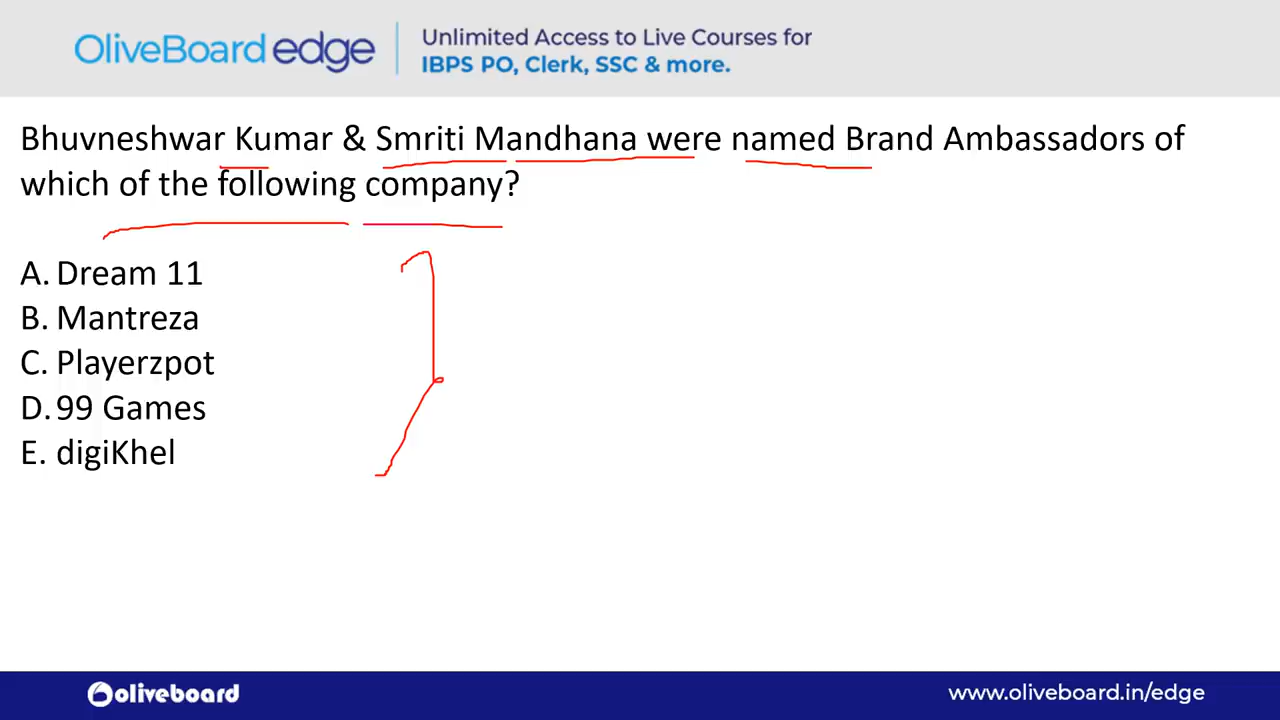 OliveBoard edge
Unlimited Access to Live Courses for
IBPS PO, Clerk, SSC & more.
Bhuvneshwar Kumar & Smriti Mandhana were named Brand Ambassadors of
which of the following company?
A. Dream 11
B. Mantreza
C. Playerzpot
D. 99 Games
E. digiKhel
oliveboard
www.oliveboard.in/edge